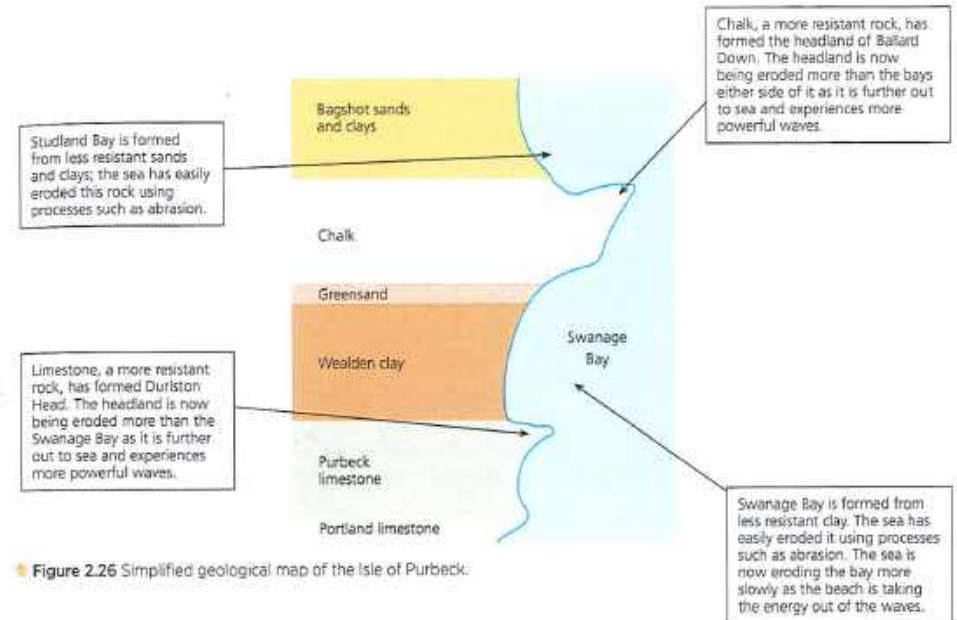 Chalk, a more resistant rock, has
formed the headland of Ballard
Down. The headland is now
being eroded more than the bays
either side of it as it is further out
to sea and experiences more
powerful waves.
Bagshot sands
and clays
Studland Bay is formed
from less resistant sands
and clays; the sea has easily
eroded this rock using
processes such as abrasion.
Chalk
Greensand
Swanage
Bay
Wealden clay
Limestone, a more resistant
rock, has formed Durlston
Head. The headland is now
being eroded more than the
Swanage Bay as it is further
out to sea and experiences
more powerful waves.
Purbeck
limestone
Portland limestone
Swanage Bay is formed from
less resistant clay. The sea has
easily eroded it using processes
such as abrasion. The sea is
now eroding the bay more
slowly as the beach is taking
the energy out of the waves.
Figure 2.26 Simplified geological map of the Isle of Purbeck.